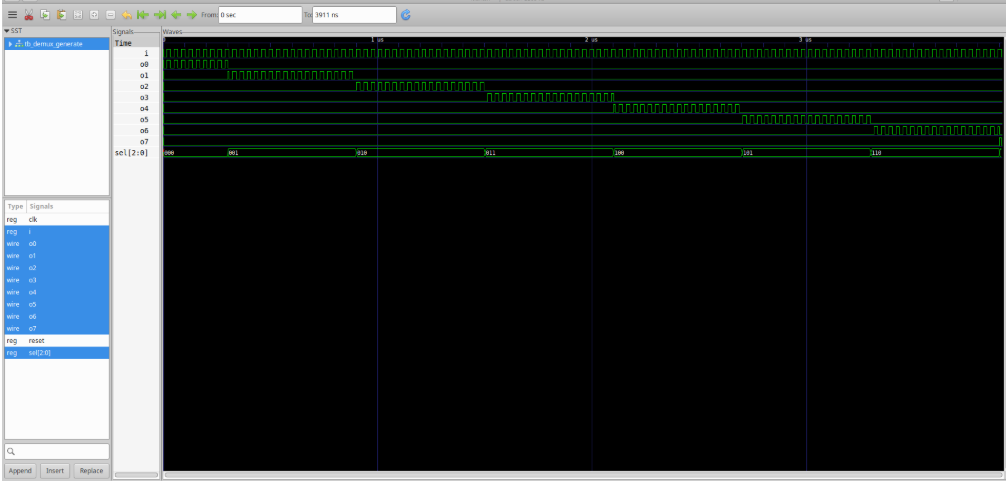 From: 0 sec To: 3911 ns
SST
tb_demux_generate
Type Signals
reg clk
reg i
wire o0
wire o1
wire o2
wire o3
wire o4
wire o5
wire o6
wire o7
reg reset
reg sel[2:0]
Append Insert Replace
Signals
Time
i
o0
o1
o2
o3
o4
o5
o6
o7
sel[2:0]
Waves
1 us 2 us 3 us
000 001 010 011 100 101 110